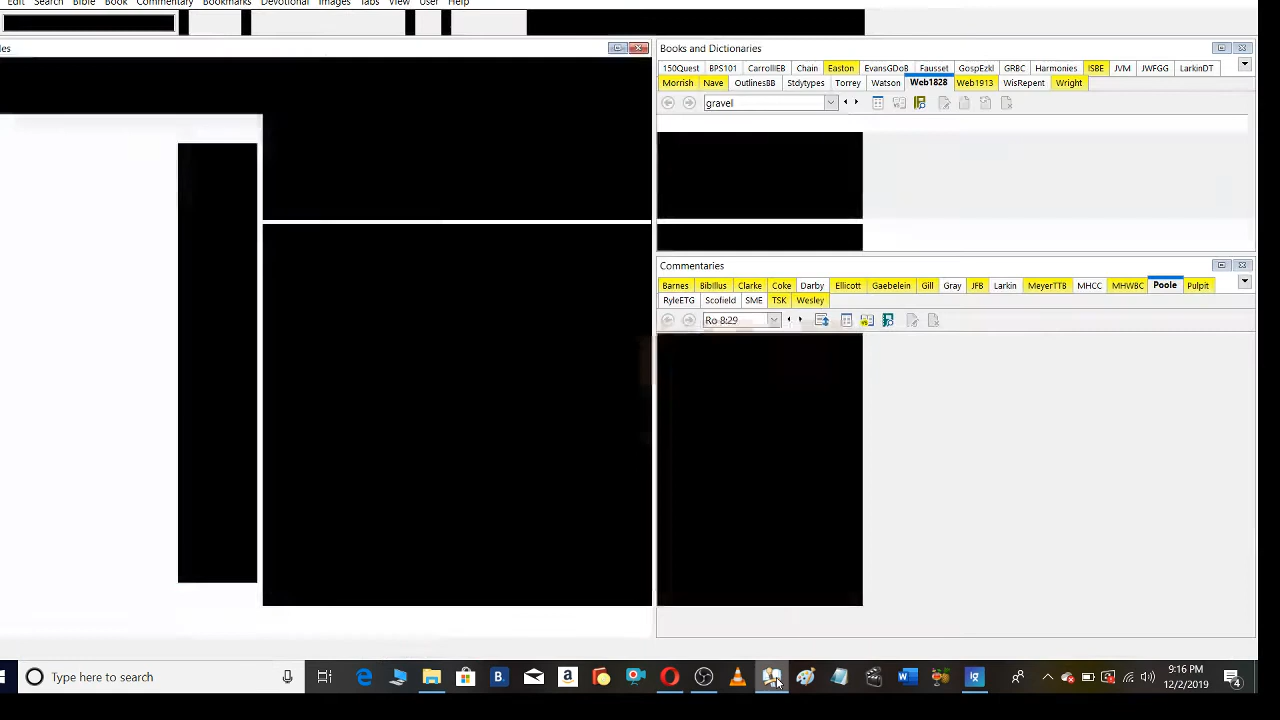 Edit Search Bible Book Commentary Bookmarks Devotional Images Tabs View User Help
les
Books and Dictionaries
150Quest BPS101 CarrollEB Chain Easton EvansGDoB Fausset GospEzkl GRBC Harmonies ISBE JVM JWFGG LarkinDT
Morrish Nave OutlinesBB Stdytypes Torrey Watson Web1828 Web1913 WisRepent Wright
gravel
Commentaries
Barnes Bibillus Clarke Coke Darby Ellicott Gaebelein Gill Gray JFB Larkin MeyerTTB MHCC MHWBC Poole Pulpit
RyleETG Scofield SME TSK Wesley
Ro 8:29
Type here to search
9:16 PM
12/2/2019